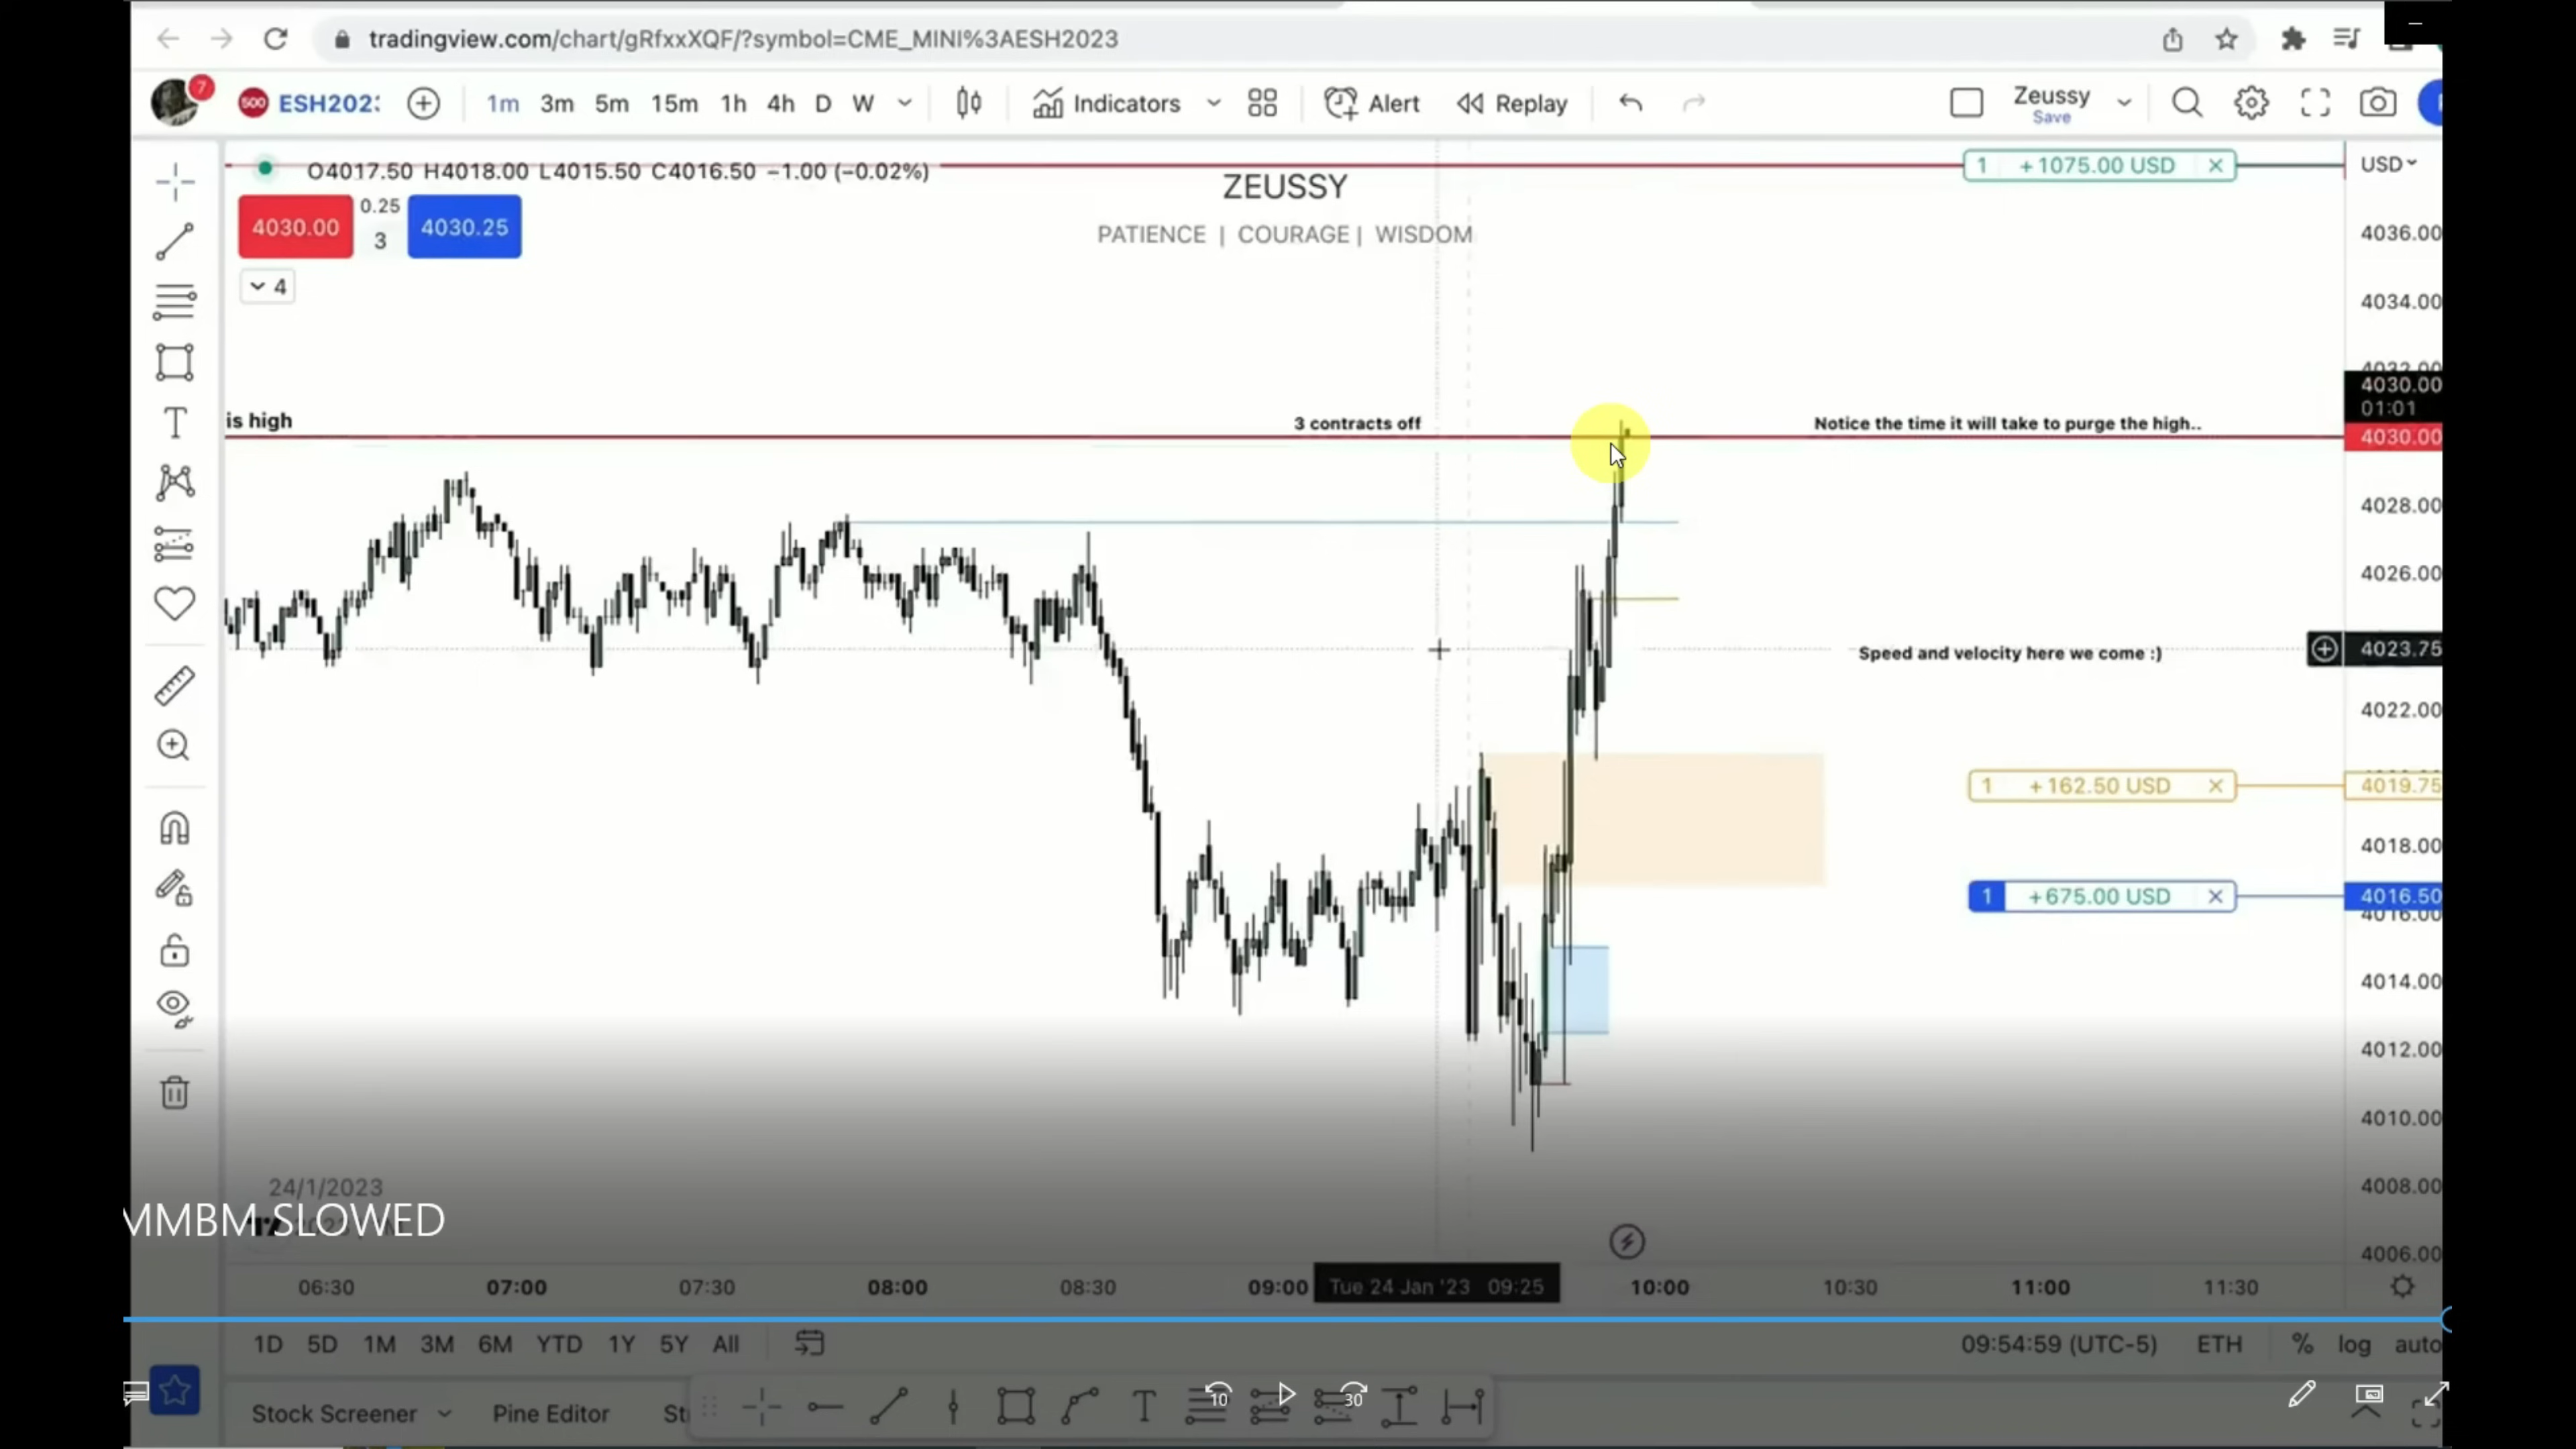 tradingview.com/chart/gRfxxXQF/?symbol=CME_MINI%3AESH2023
7
500 ESH202 1m 3m 5m 15m 1h 4h D W Indicators Alert Replay Zeussy
Save
O4017.50 H4018.00 L4015.50 C4016.50 −1.00 (−0.02%)
1 +1075.00 USD
USD
ZEUSSY
4030.00 0.25 3 4030.25
PATIENCE | COURAGE | WISDOM
4036.00
4
4034.00
4032.00
4030.00
01:01
is high
3 contracts off
Notice the time it will take to purge the high..
4030.00
4028.00
4026.00
Speed and velocity here we come :)
4023.75
4022.00
1 +162.50 USD
4019.75
4018.00
1 +675.00 USD
4016.50
4016.00
4014.00
4012.00
4010.00
24/1/2023
4008.00
MMBM SLOWED
4006.00
06:30 07:00 07:30 08:00 08:30 09:00 Tue 24 Jan '23 09:25 10:00 10:30 11:00 11:30
1D 5D 1M 3M 6M YTD 1Y 5Y All 09:54:59 (UTC-5) ETH % log auto
Stock Screener Pine Editor 10 30